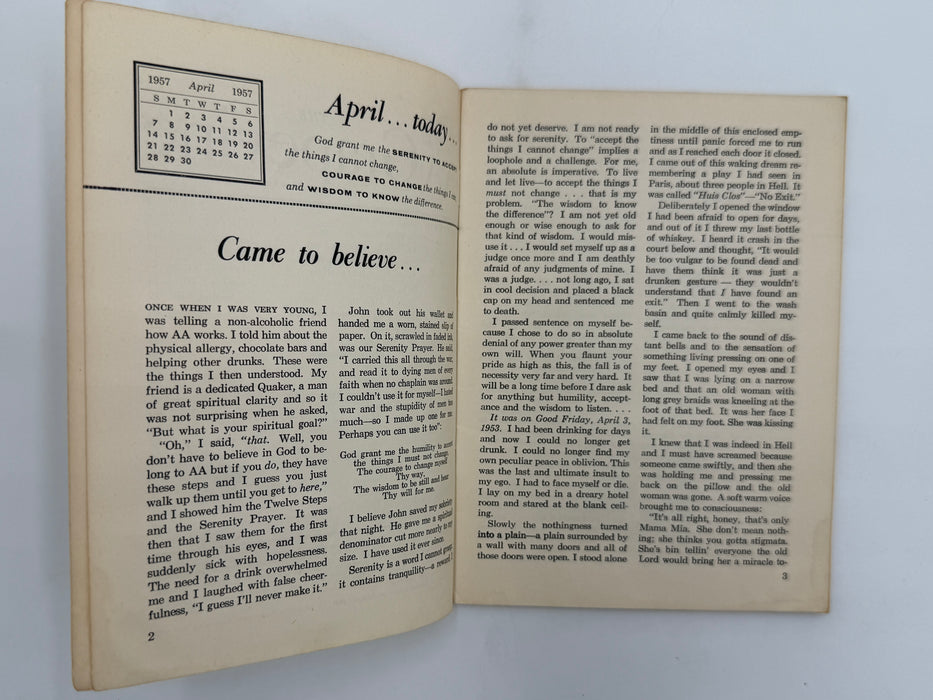 1957 April 1957
S M T W T F S
1 2 3 4 5 6
7 8 9 10 11 12 13
14 15 16 17 18 19 20
21 22 23 24 25 26 27
28 29 30
April... today...
God grant me the SERENITY TO ACCEPT
the things I cannot change,
COURAGE TO CHANGE the things I can,
and WISDOM TO KNOW the difference.
Came to believe...
ONCE WHEN I WAS VERY YOUNG, I
was telling a non-alcoholic friend
how AA works. I told him about the
physical allergy, chocolate bars and
helping other drunks. These were
the things I then understood. My
friend is a dedicated Quaker, a man
of great spiritual clarity and so it
was not surprising when he asked,
"But what is your spiritual goal?"
"Oh," I said, "that. Well, you
don't have to believe in God to be-
long to AA but if you do, they have
these steps and I guess you just
walk up them until you get to here,"
and I showed him the Twelve Steps
and the Serenity Prayer. It was
then that I saw them for the first
time through his eyes, and I was
suddenly sick with hopelessness.
The need for a drink overwhelmed
me and I laughed with false cheer-
fulness, "I guess I'll never make it."
2
John took out his wallet and
handed me a worn, stained slip of
paper. On it, scrawled in faded ink,
was our Serenity Prayer. He said,
"I carried this all through the war,
and read it to dying men of every
faith when no chaplain was around.
I couldn't use it for myself—I hated
war and the stupidity of men too
much—so I made up one for me.
Perhaps you can use it too":
God grant me the humility to accept
the things I must not change,
The courage to change myself
Thy way,
The wisdom to be still and hear
Thy will for me.
I believe John saved my sobriety
that night. He gave me a spiritual
denominator cut more nearly to my
size. I have used it ever since.
Serenity is a word I cannot grasp,
it contains tranquility—a reward I
do not yet deserve. I am not ready
to ask for serenity. To "accept the
things I cannot change" implies a
loophole and a challenge. For me,
an absolute is imperative. To live
and let live—to accept the things I
must not change . . . that is my
problem. "The wisdom to know
the difference"? I am not yet old
enough or wise enough to ask for
that kind of wisdom. I would mis-
use it . . . I would set myself up as a
judge once more and I am deathly
afraid of any judgments of mine. I
was a judge. . . . not long ago, I sat
in cool decision and placed a black
cap on my head and sentenced me
to death.
I passed sentence on myself be-
cause I chose to do so in absolute
denial of any power greater than my
own will. When you flaunt your
pride as high as this, the fall is of
necessity very far and very hard. It
will be a long time before I dare ask
for anything but humility, accept-
ance and the wisdom to listen. . . .
It was on Good Friday, April 3,
1953. I had been drinking for days
and now I could no longer get
drunk. I could no longer find my
own peculiar peace in oblivion. This
was the last and ultimate insult to
my ego. I had to face myself or die.
I lay on my bed in a dreary hotel
room and stared at the blank ceil-
ing.
Slowly the nothingness turned
into a plain—a plain surrounded by
a wall with many doors and all of
those doors were open. I stood alone
in the middle of this enclosed emp-
tiness until panic forced me to run
and as I reached each door it closed.
I came out of this waking dream re-
membering a play I had seen in
Paris, about three people in Hell. It
was called "Huis Clos"—"No Exit."
Deliberately I opened the window
I had been afraid to open for days,
and out of it I threw my last bottle
of whiskey. I heard it crash in the
court below and thought, "It would
be too vulgar to be found dead and
have them think it was just a
drunken gesture — they wouldn't
understand that I have found an
exit." Then I went to the wash
basin and quite calmly killed my-
self.
I came back to the sound of dis-
tant bells and to the sensation of
something living pressing on one of
my feet. I opened my eyes and I
saw that I was lying on a narrow
bed and that an old woman with
long grey braids was kneeling at the
foot of that bed. It was her face I
had felt on my foot. She was kissing
it.
I knew that I was indeed in Hell
and I must have screamed because
someone came swiftly, and then she
was holding me and pressing me
back on the pillow and the old
woman was gone. A soft warm voice
brought me to consciousness:
"It's all right, honey, that's only
Mama Mia. She don't mean noth-
ing; she thinks you gotta stigmata.
She's bin tellin' everyone the old
Lord would bring her a miracle to-
3